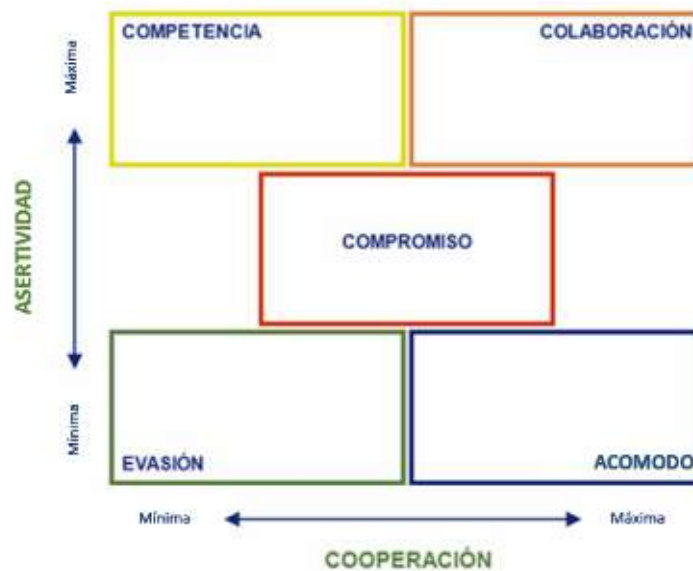 COMPETENCIA
COLABORACIÓN
Máxima
ASERTIVIDAD
COMPROMISO
Mínima
EVASIÓN
ACOMODO
Mínima
Máxima
COOPERACIÓN